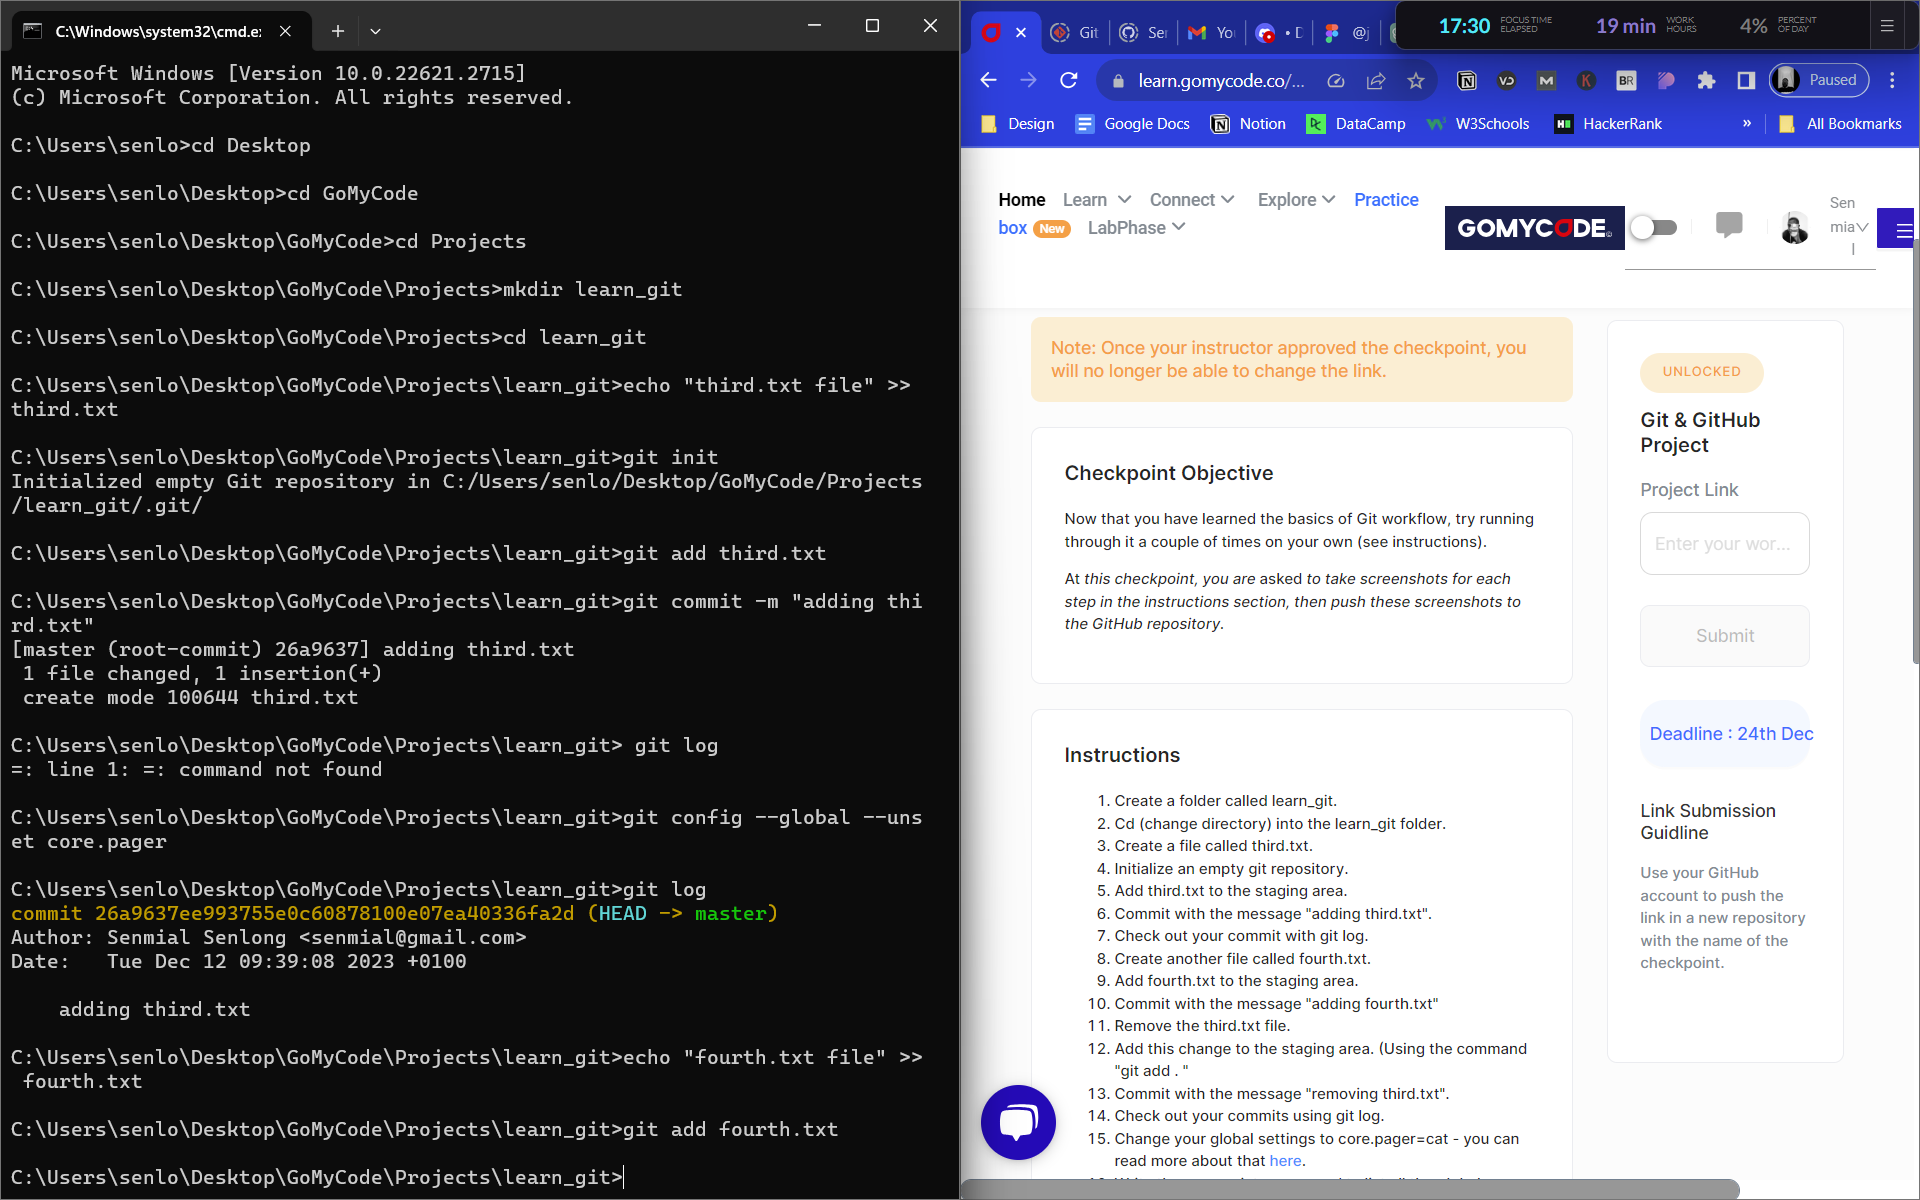 C:\Windows\system32\cmd.e:
Microsoft Windows [Version 10.0.22621.2715]
(c) Microsoft Corporation. All rights reserved.
C:\Users\senlo>cd Desktop
C:\Users\senlo\Desktop>cd GoMyCode
C:\Users\senlo\Desktop\GoMyCode>cd Projects
C:\Users\senlo\Desktop\GoMyCode\Projects>mkdir learn_git
C:\Users\senlo\Desktop\GoMyCode\Projects>cd learn_git
C:\Users\senlo\Desktop\GoMyCode\Projects\learn_git>echo "third.txt file" >>
third.txt
C:\Users\senlo\Desktop\GoMyCode\Projects\learn_git>git init
Initialized empty Git repository in C:/Users/senlo/Desktop/GoMyCode/Projects
/learn_git/.git/
C:\Users\senlo\Desktop\GoMyCode\Projects\learn_git>git add third.txt
C:\Users\senlo\Desktop\GoMyCode\Projects\learn_git>git commit -m "adding thi
rd.txt"
[master (root-commit) 26a9637] adding third.txt
1 file changed, 1 insertion(+)
create mode 100644 third.txt
C:\Users\senlo\Desktop\GoMyCode\Projects\learn_git> git log
=: line 1: =: command not found
C:\Users\senlo\Desktop\GoMyCode\Projects\learn_git>git config --global --uns
et core.pager
C:\Users\senlo\Desktop\GoMyCode\Projects\learn_git>git log
commit 26a9637ee993755e0c60878100e07ea40336fa2d (HEAD -> master)
Author: Senmial Senlong <senmial@gmail.com>
Date:   Tue Dec 12 09:39:08 2023 +0100
adding third.txt
C:\Users\senlo\Desktop\GoMyCode\Projects\learn_git>echo "fourth.txt file" >>
fourth.txt
C:\Users\senlo\Desktop\GoMyCode\Projects\learn_git>git add fourth.txt
C:\Users\senlo\Desktop\GoMyCode\Projects\learn_git>
Git
Ser
Yo
• D
@j
17:30 FOCUS TIME ELAPSED
19 min WORK HOURS
4% PERCENT OF DAY
learn.gomycode.co/...
Paused
Design
Google Docs
Notion
DataCamp
W3Schools
HackerRank
»
All Bookmarks
Home
Learn
Connect
Explore
Practice
box
New
LabPhase
GOMYCODE
Sen
mia
l
Note: Once your instructor approved the checkpoint, you
will no longer be able to change the link.
Checkpoint Objective
Now that you have learned the basics of Git workflow, try running
through it a couple of times on your own (see instructions).
At this checkpoint, you are asked to take screenshots for each
step in the instructions section, then push these screenshots to
the GitHub repository.
Instructions
1. Create a folder called learn_git.
2. Cd (change directory) into the learn_git folder.
3. Create a file called third.txt.
4. Initialize an empty git repository.
5. Add third.txt to the staging area.
6. Commit with the message "adding third.txt".
7. Check out your commit with git log.
8. Create another file called fourth.txt.
9. Add fourth.txt to the staging area.
10. Commit with the message "adding fourth.txt"
11. Remove the third.txt file.
12. Add this change to the staging area. (Using the command
"git add . "
13. Commit with the message "removing third.txt".
14. Check out your commits using git log.
15. Change your global settings to core.pager=cat - you can
read more about that here.
UNLOCKED
Git & GitHub
Project
Project Link
Enter your wor...
Submit
Deadline : 24th Dec
Link Submission
Guidline
Use your GitHub
account to push the
link in a new repository
with the name of the
checkpoint.